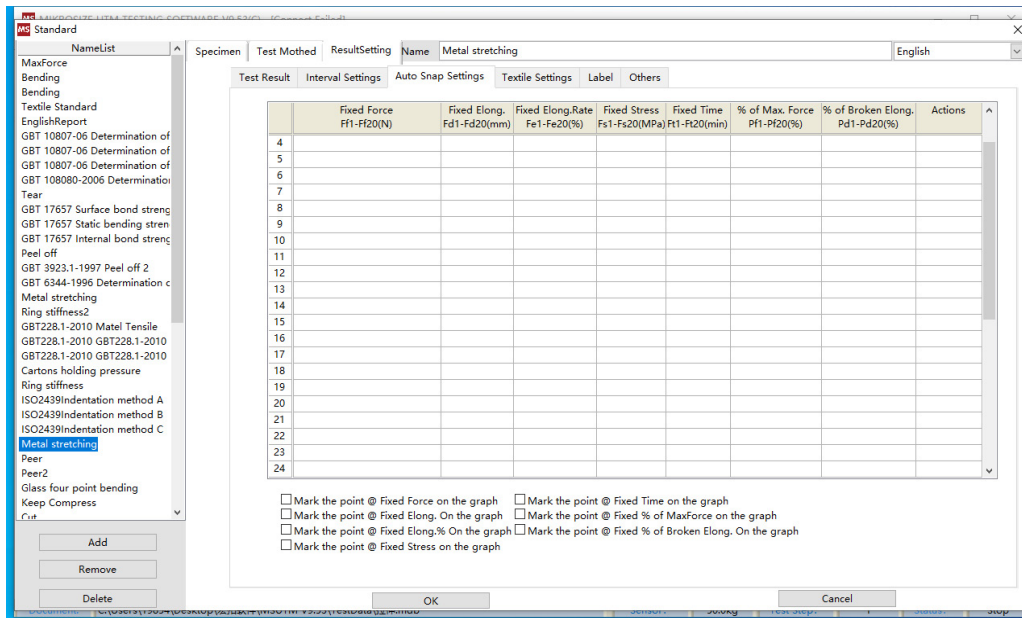 MS MIKROSIZE UTM TESTING SOFTWARE V9.53(C) [Connect Failed]
MS Standard
NameList
MaxForce
Bending
Bending
Textile Standard
EnglishReport
GBT 10807-06 Determination of
GBT 10807-06 Determination of
GBT 10807-06 Determination of
GBT 108080-2006 Determination
Tear
GBT 17657 Surface bond streng
GBT 17657 Static bending stren
GBT 17657 Internal bond streng
Peel off
GBT 3923.1-1997 Peel off 2
GBT 6344-1996 Determination c
Metal stretching
Ring stiffness2
GBT228.1-2010 Matel Tensile
GBT228.1-2010 GBT228.1-2010
GBT228.1-2010 GBT228.1-2010
Cartons holding pressure
Ring stiffness
ISO2439Indentation method A
ISO2439Indentation method B
ISO2439Indentation method C
Metal stretching
Peer
Peer2
Glass four point bending
Keep Compress
Cut
Add
Remove
Delete
Specimen Test Mothed ResultSetting Name Metal stretching English
Test Result Interval Settings Auto Snap Settings Textile Settings Label Others
Fixed Force Fixed Elong. Fixed Elong.Rate Fixed Stress Fixed Time % of Max. Force % of Broken Elong. Actions
Ff1-Ff20(N) Fd1-Fd20(mm) Fe1-Fe20(%) Fs1-Fs20(MPa) Ft1-Ft20(min) Pf1-Pf20(%) Pd1-Pd20(%)
4
5
6
7
8
9
10
11
12
13
14
15
16
17
18
19
20
21
22
23
24
Mark the point @ Fixed Force on the graph Mark the point @ Fixed Time on the graph
Mark the point @ Fixed Elong. On the graph Mark the point @ Fixed % of MaxForce on the graph
Mark the point @ Fixed Elong.% On the graph Mark the point @ Fixed % of Broken Elong. On the graph
Mark the point @ Fixed Stress on the graph
OK Cancel